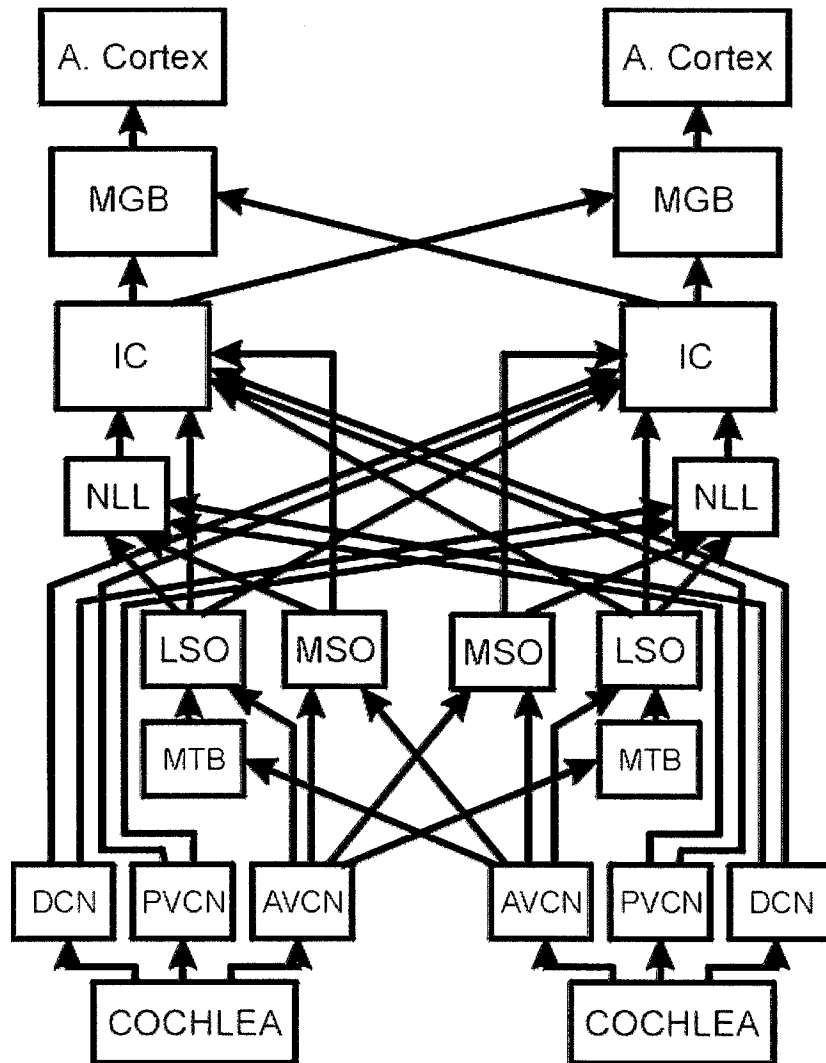 A. Cortex A. Cortex
MGB MGB
IC IC
NLL NLL
LSO MSO MSO LSO
MTB MTB
DCN PVCN AVCN AVCN PVCN DCN
COCHLEA COCHLEA